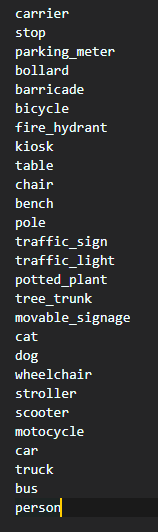 carrier
stop
parking_meter
bollard
barricade
bicycle
fire_hydrant
kiosk
table
chair
bench
pole
traffic_sign
traffic_light
potted_plant
tree_trunk
movable_signage
cat
dog
wheelchair
stroller
scooter
motocycle
car
truck
bus
person